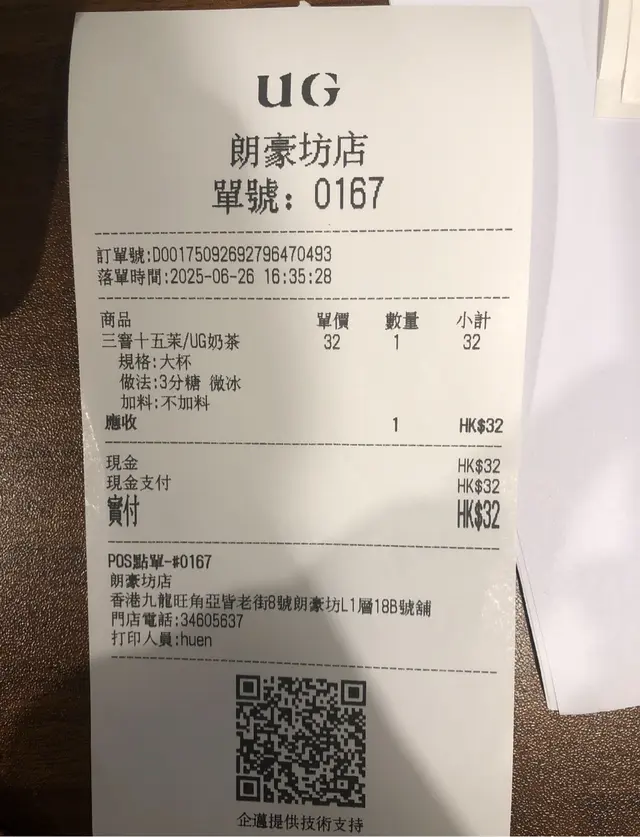 UG
朗豪坊店
單號: 0167
訂單號:D00175092692796470493
落單時間:2025-06-26 16:35:28
商品 單價 數量 小計
三窨十五茉/UG奶茶 32 1 32
規格:大杯
做法:3分糖 微冰
加料:不加料
應收 1 HK$32
現金 HK$32
現金支付 HK$32
實付 HK$32
POS點單-#0167
朗豪坊店
香港九龍旺角亞皆老街8號朗豪坊L1層18B號舖
門店電話:34605637
打印人員:huen
企邁提供技術支持